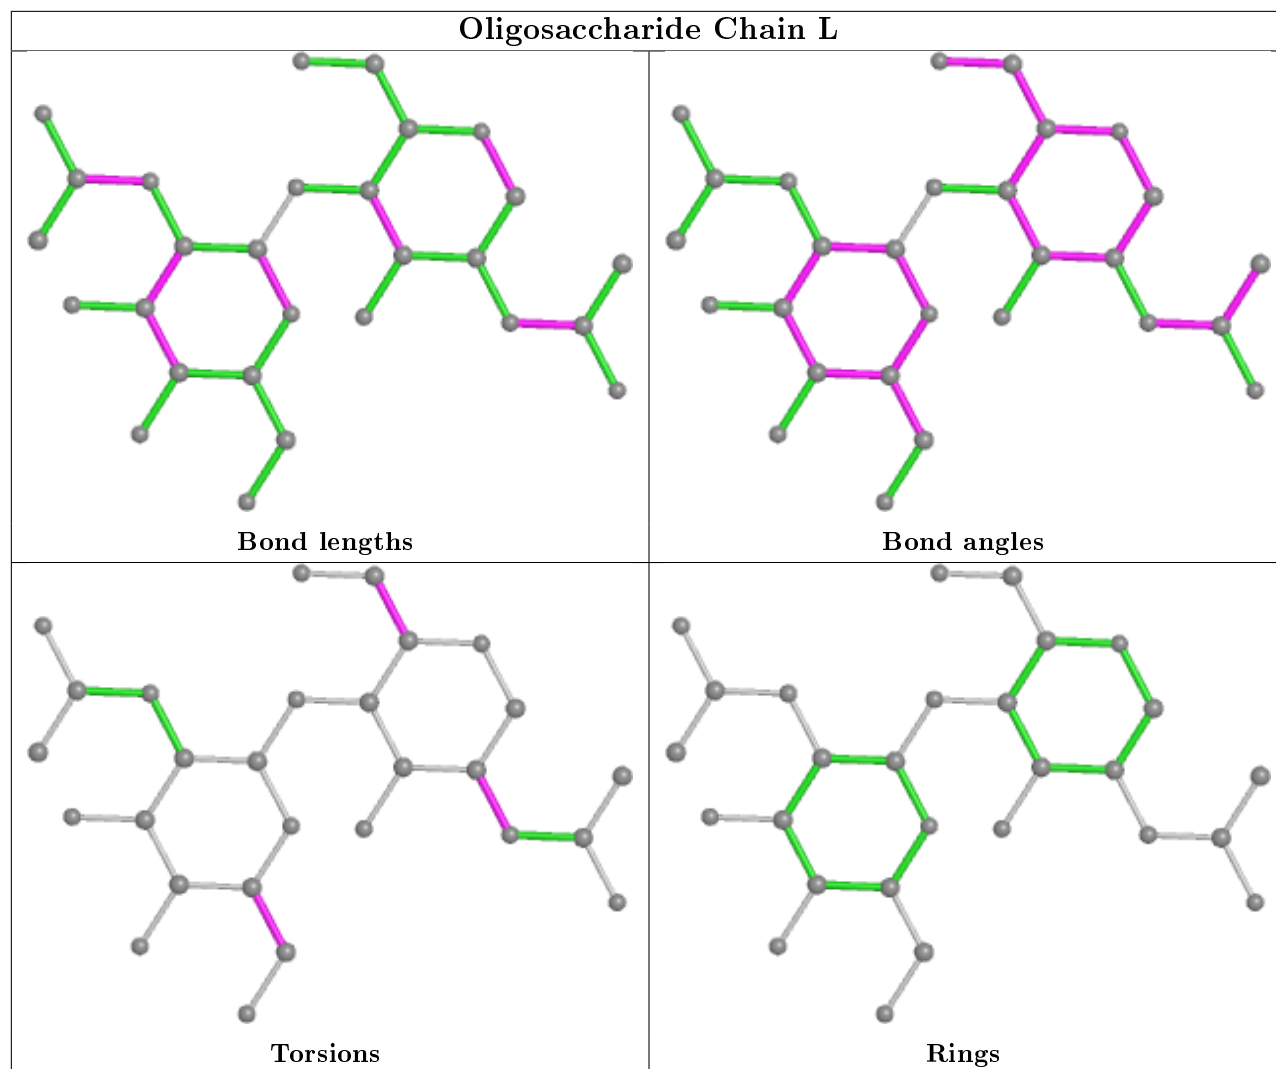 Oligosaccharide Chain L
Bond lengths
Bond angles
Torsions
Rings